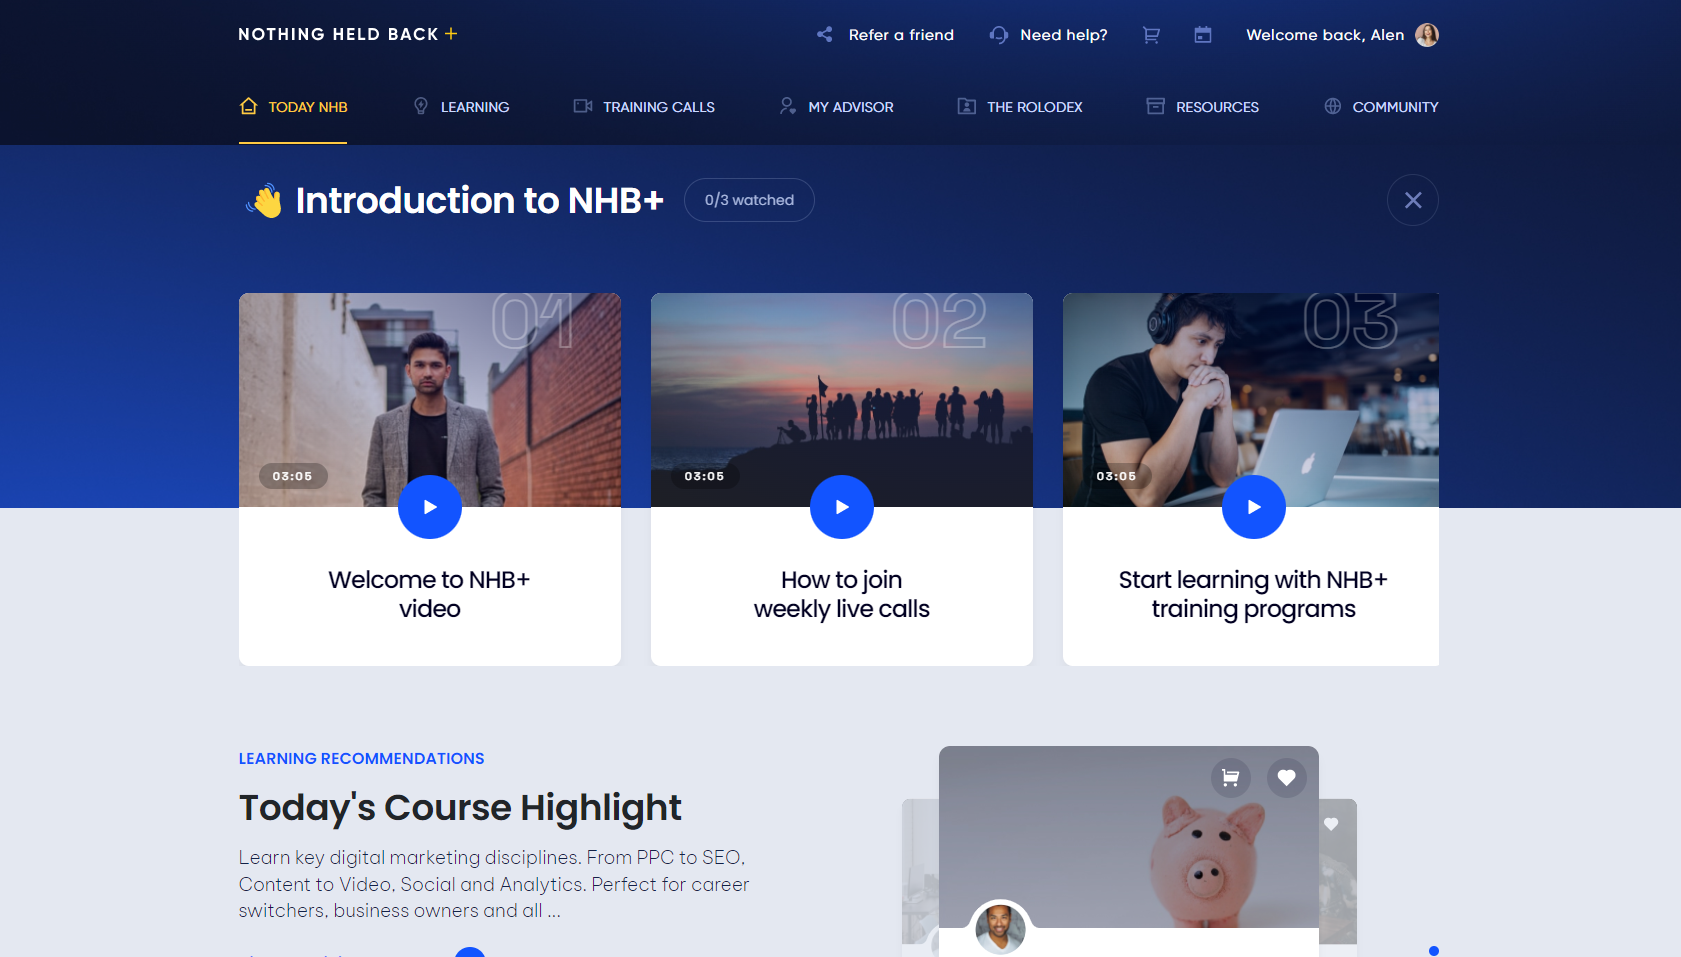 NOTHING HELD BACK +
Refer a friend
Need help?
Welcome back, Alen
TODAY NHB
LEARNING
TRAINING CALLS
MY ADVISOR
THE ROLODEX
RESOURCES
COMMUNITY
Introduction to NHB+
0/3 watched
01
03:05
Welcome to NHB+
video
02
03:05
How to join
weekly live calls
03
03:05
Start learning with NHB+
training programs
LEARNING RECOMMENDATIONS
Today's Course Highlight
Learn key digital marketing disciplines. From PPC to SEO,
Content to Video, Social and Analytics. Perfect for career
switchers, business owners and all ...